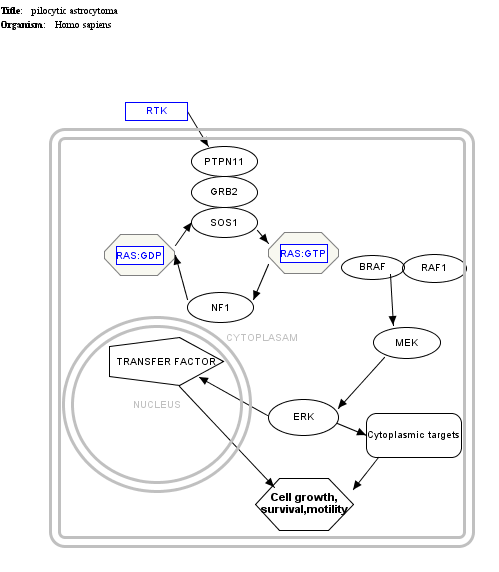 Title: pilocytic astrocytoma
Organism: Homo sapiens
RTK
PTPN11
GRB2
SOS1
RAS:GDP
RAS:GTP
BRAF
RAF1
NF1
CYTOPLASAM
MEK
TRANSFER FACTOR
NUCLEUS
ERK
Cytoplasmic targets
Cell growth,
survival,motility